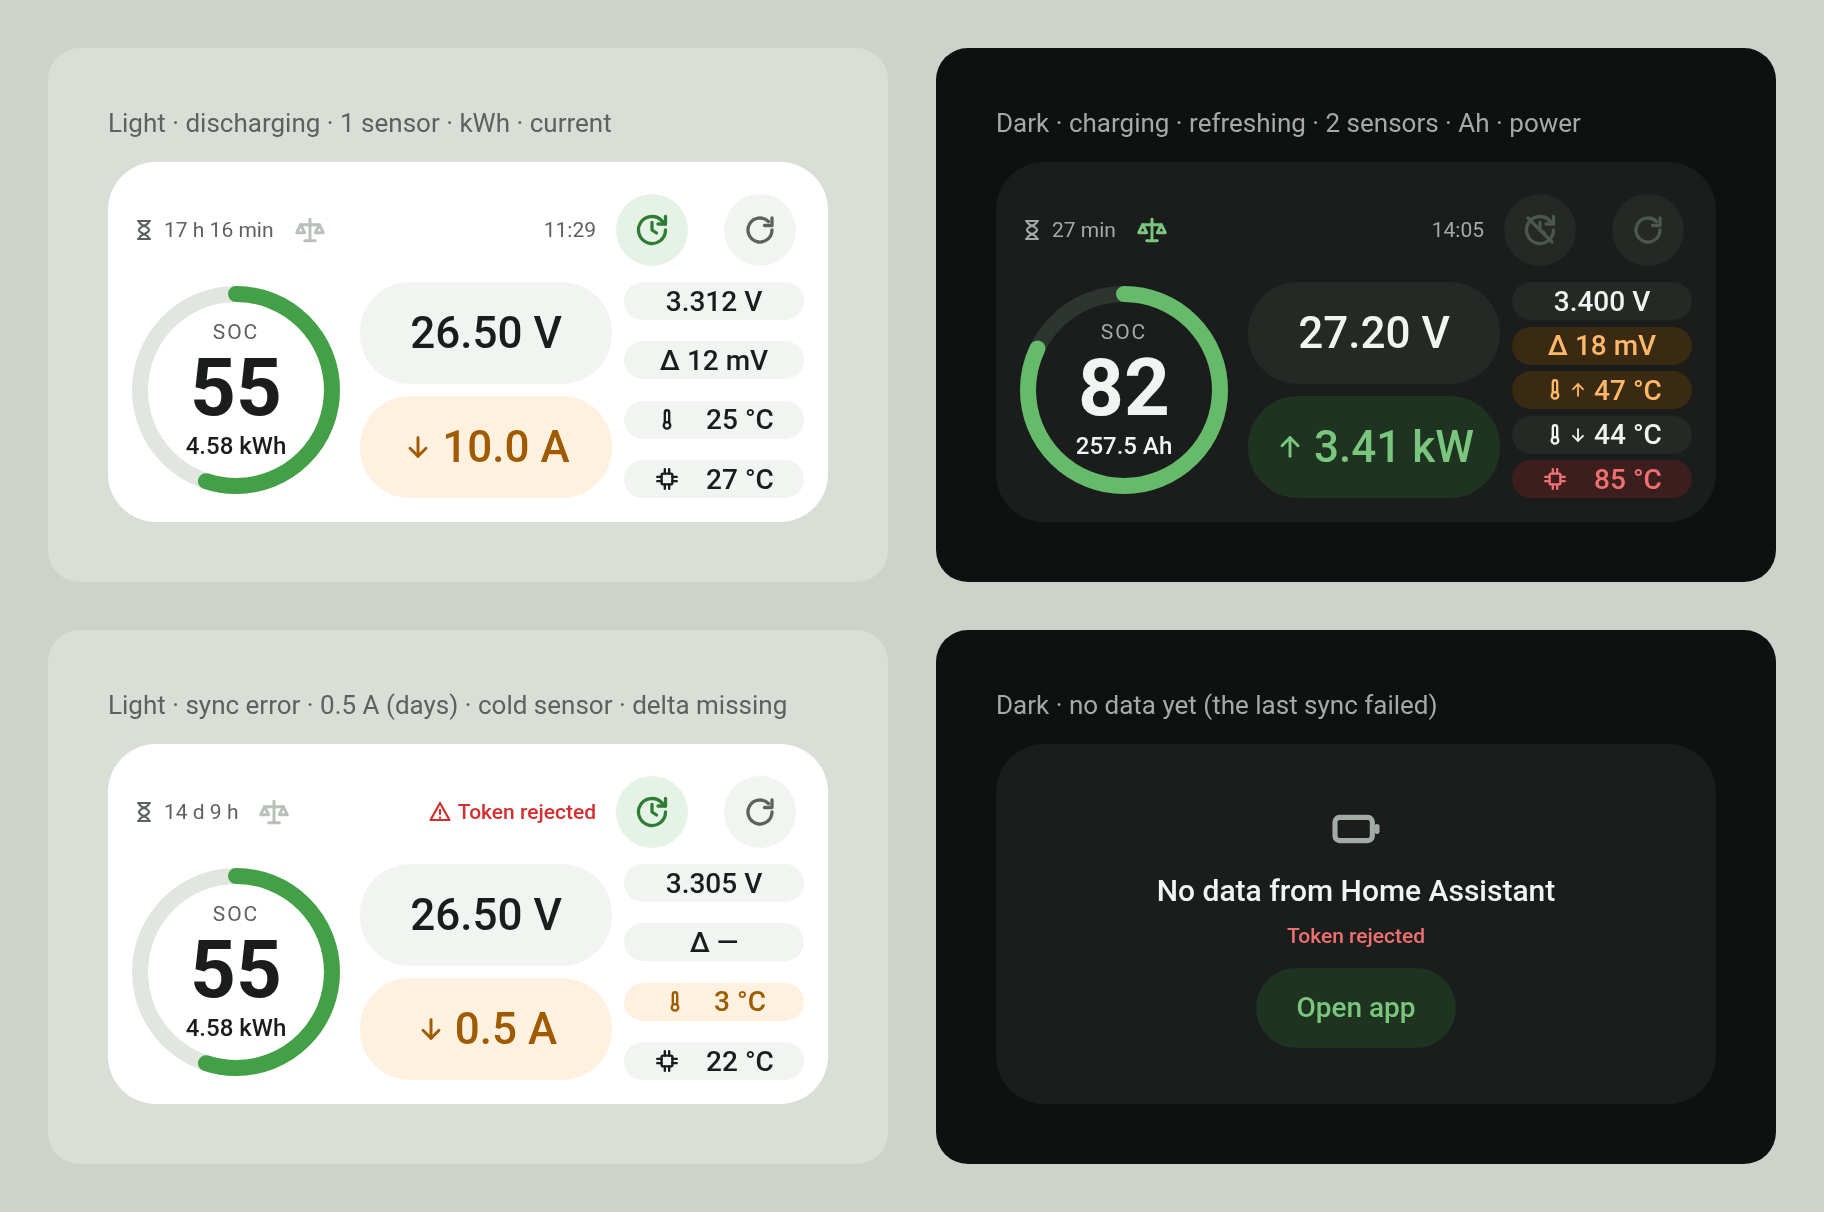 Light · discharging · 1 sensor · kWh · current
17 h 16 min
11:29
SOC
55
4.58 kWh
26.50 V
↓ 10.0 A
3.312 V
Δ 12 mV
25 °C
27 °C
Dark · charging · refreshing · 2 sensors · Ah · power
27 min
14:05
SOC
82
257.5 Ah
27.20 V
↑ 3.41 kW
3.400 V
Δ 18 mV
↑ 47 °C
↓ 44 °C
85 °C
Light · sync error · 0.5 A (days) · cold sensor · delta missing
14 d 9 h
Token rejected
SOC
55
4.58 kWh
26.50 V
↓ 0.5 A
3.305 V
Δ —
3 °C
22 °C
Dark · no data yet (the last sync failed)
No data from Home Assistant
Token rejected
Open app